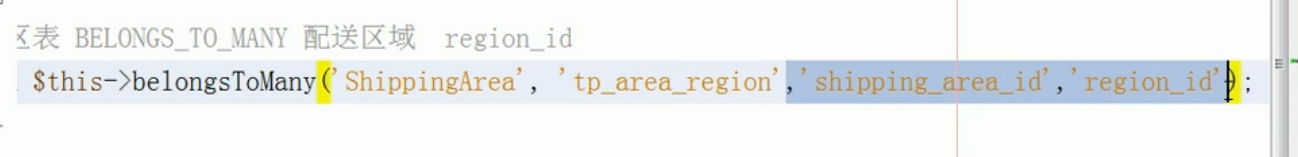 区表 BELONGS_TO_MANY 配送区域 region_id
$this->belongsToMany('ShippingArea', 'tp_area_region','shipping_area_id','region_id');